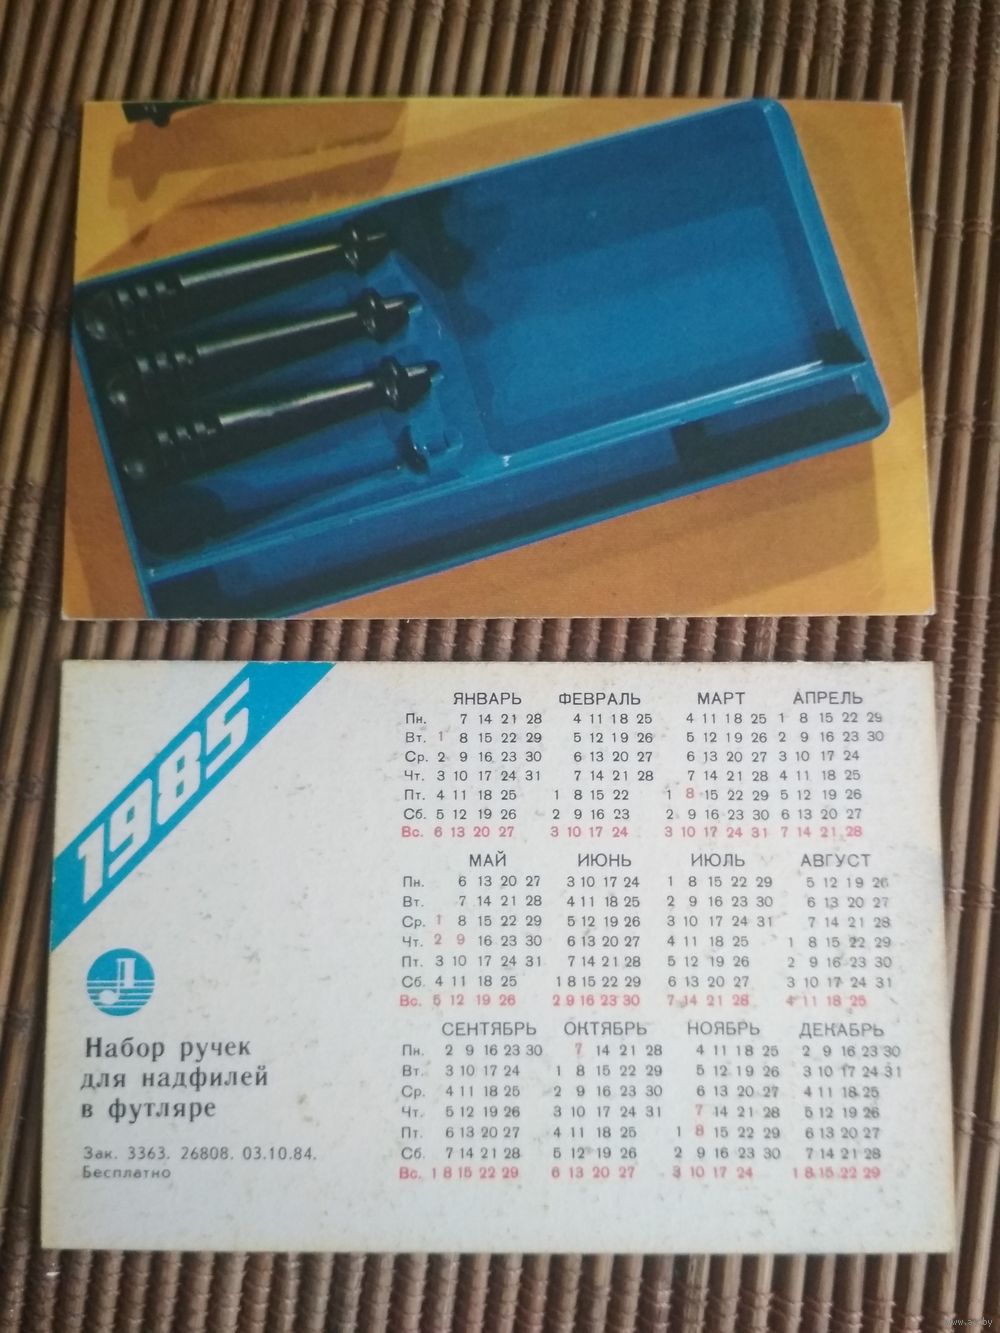 1985
ЯНВАРЬ ФЕВРАЛЬ МАРТ АПРЕЛЬ
Пн. 7 14 21 28 4 11 18 25 4 11 18 25 1 8 15 22 29
Вт. 1 8 15 22 29 5 12 19 26 5 12 19 26 2 9 16 23 30
Ср. 2 9 16 23 30 6 13 20 27 6 13 20 27 3 10 17 24
Чт. 3 10 17 24 31 7 14 21 28 7 14 21 28 4 11 18 25
Пт. 4 11 18 25 1 8 15 22 1 8 15 22 29 5 12 19 26
Сб. 5 12 19 26 2 9 16 23 2 9 16 23 30 6 13 20 27
Вс. 6 13 20 27 3 10 17 24 3 10 17 24 31 7 14 21 28
МАЙ ИЮНЬ ИЮЛЬ АВГУСТ
Пн. 6 13 20 27 3 10 17 24 1 8 15 22 29 5 12 19 26
Вт. 7 14 21 28 4 11 18 25 2 9 16 23 30 6 13 20 27
Ср. 1 8 15 22 29 5 12 19 26 3 10 17 24 31 7 14 21 28
Чт. 2 9 16 23 30 6 13 20 27 4 11 18 25 1 8 15 22 29
Пт. 3 10 17 24 31 7 14 21 28 5 12 19 26 2 9 16 23 30
Сб. 4 11 18 25 1 8 15 22 29 6 13 20 27 3 10 17 24 31
Вс. 5 12 19 26 2 9 16 23 30 7 14 21 28 4 11 18 25
СЕНТЯБРЬ ОКТЯБРЬ НОЯБРЬ ДЕКАБРЬ
Пн. 2 9 16 23 30 7 14 21 28 4 11 18 25 2 9 16 23 30
Вт. 3 10 17 24 1 8 15 22 29 5 12 19 26 3 10 17 24 31
Ср. 4 11 18 25 2 9 16 23 30 6 13 20 27 4 11 18 25
Чт. 5 12 19 26 3 10 17 24 31 7 14 21 28 5 12 19 26
Пт. 6 13 20 27 4 11 18 25 1 8 15 22 29 6 13 20 27
Сб. 7 14 21 28 5 12 19 26 2 9 16 23 30 7 14 21 28
Вс. 1 8 15 22 29 6 13 20 27 3 10 17 24 1 8 15 22 29
Набор ручек
для надфилей
в футляре
Зак. 3363. 26808. 03.10.84.
Бесплатно